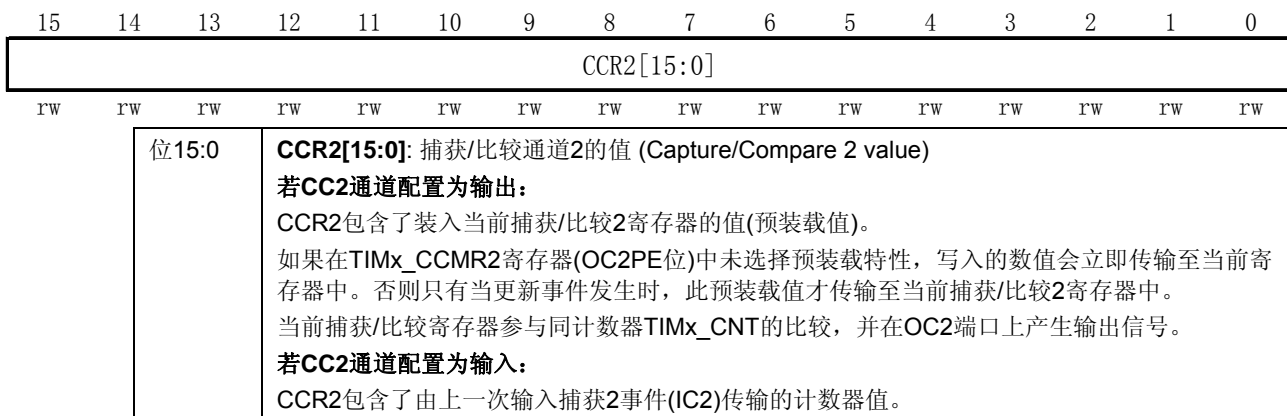 15 14 13 12 11 10 9 8 7 6 5 4 3 2 1 0
CCR2[15:0]
rw rw rw rw rw rw rw rw rw rw rw rw rw rw rw rw
位15:0 CCR2[15:0]: 捕获/比较通道2的值 (Capture/Compare 2 value)
若CC2通道配置为输出：
CCR2包含了装入当前捕获/比较2寄存器的值(预装载值)。
如果在TIMx_CCMR2寄存器(OC2PE位)中未选择预装载特性，写入的数值会立即传输至当前寄
存器中。否则只有当更新事件发生时，此预装载值才传输至当前捕获/比较2寄存器中。
当前捕获/比较寄存器参与同计数器TIMx_CNT的比较，并在OC2端口上产生输出信号。
若CC2通道配置为输入：
CCR2包含了由上一次输入捕获2事件(IC2)传输的计数器值。